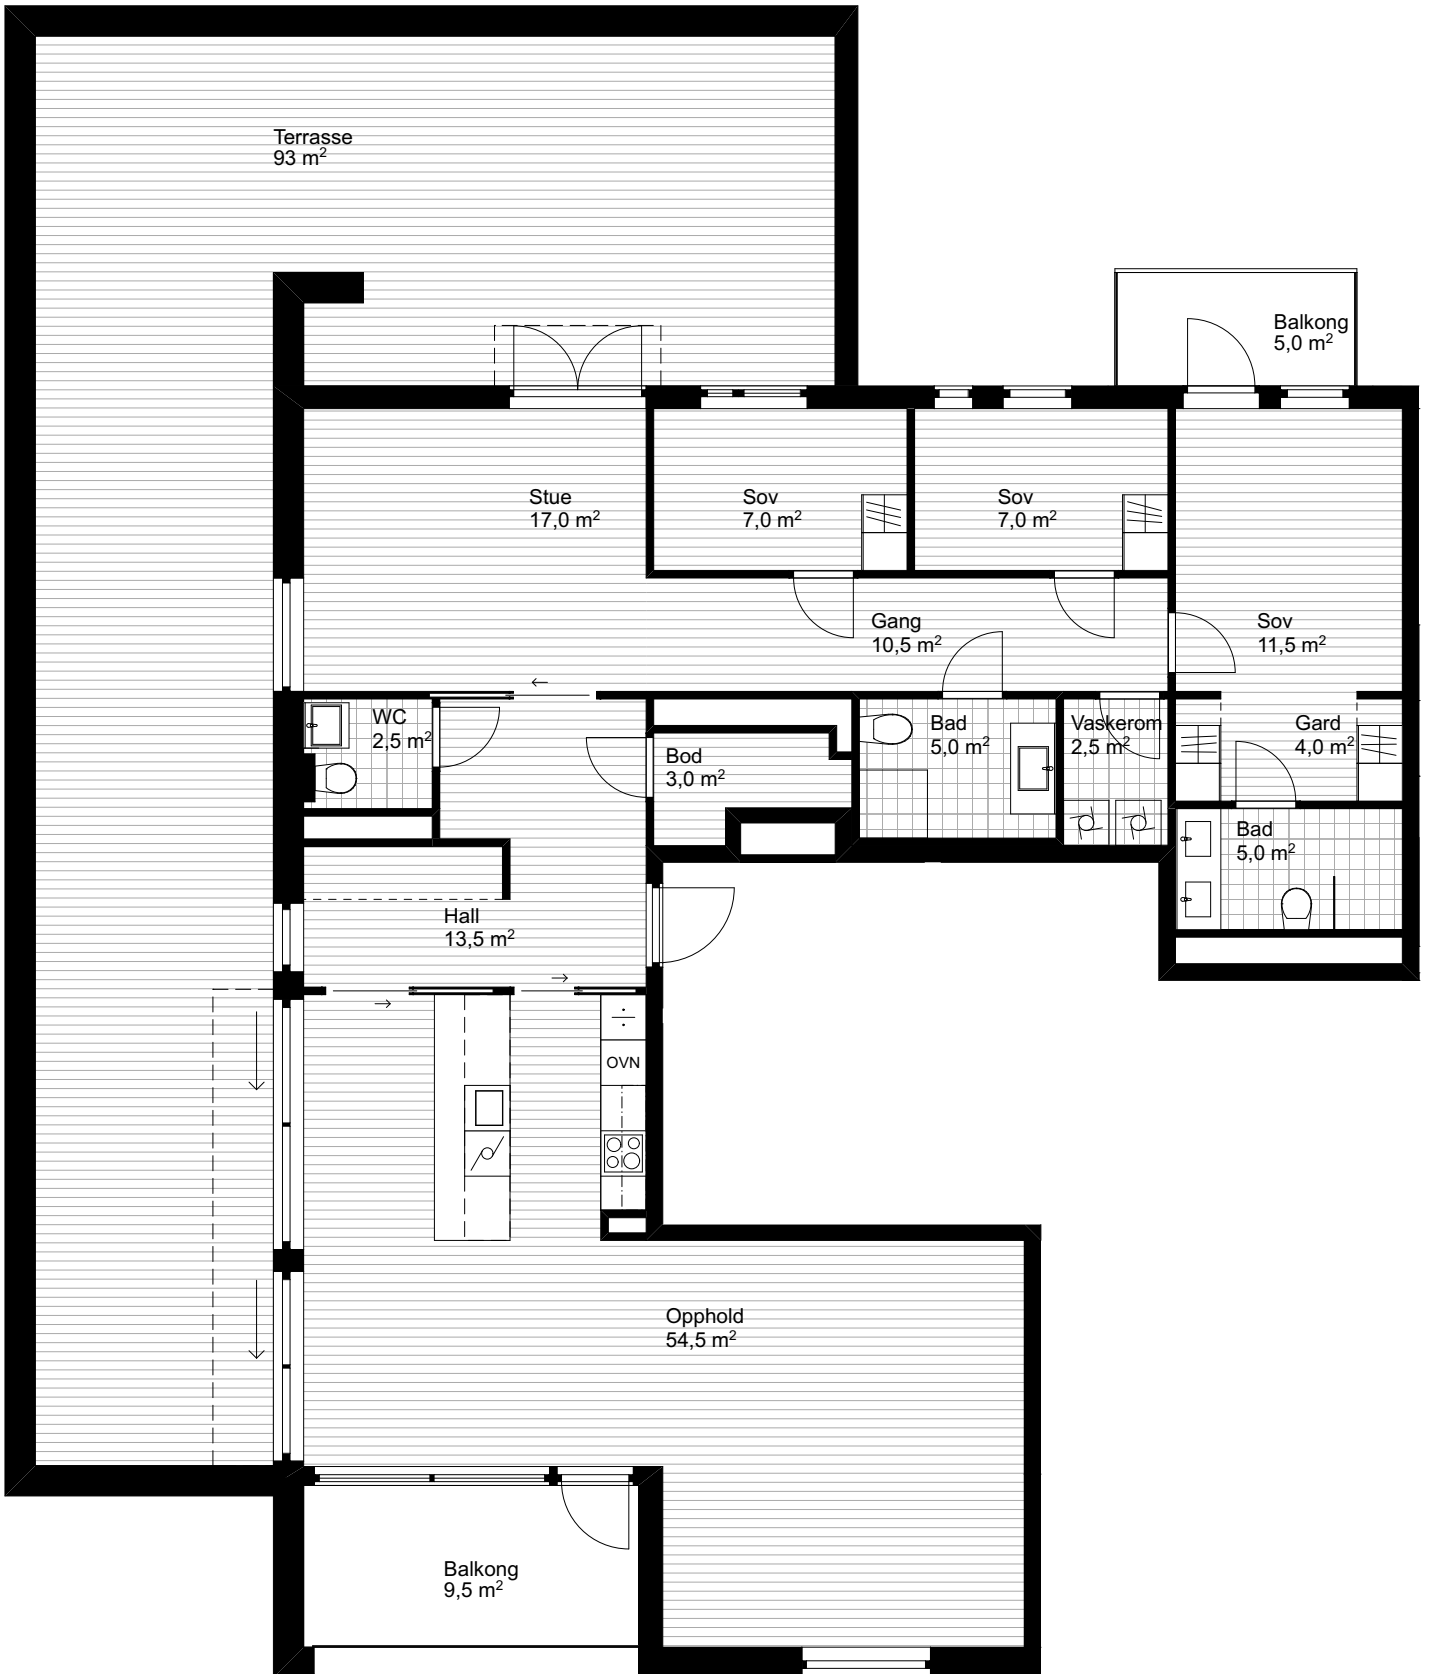 Terrasse
93 m²
Balkong
5,0 m²
Stue
17,0 m²
Sov
7,0 m²
Sov
7,0 m²
Gang
10,5 m²
Sov
11,5 m²
WC
2,5 m²
Bod
3,0 m²
Bad
5,0 m²
Vaskerom
2,5 m²
Gard
4,0 m²
Bad
5,0 m²
Hall
13,5 m²
OVN
Opphold
54,5 m²
Balkong
9,5 m²